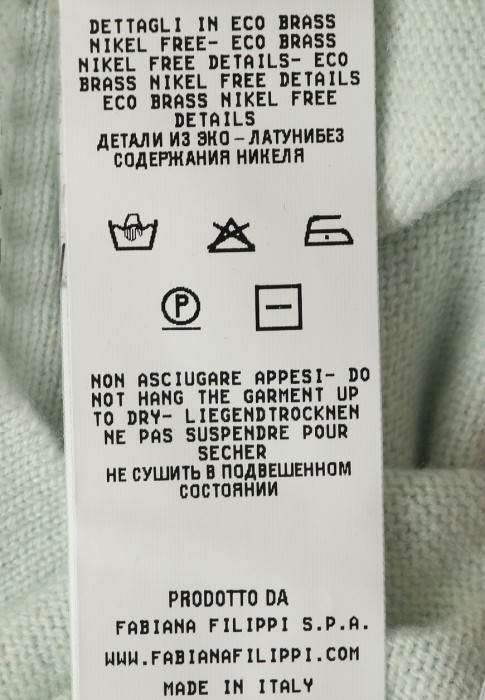 DETTAGLI IN ECO BRASS
NIKEL FREE- ECO BRASS
NIKEL FREE DETAILS- ECO
BRASS NIKEL FREE DETAILS
ECO BRASS NIKEL FREE
DETAILS
ДЕТАЛИ ИЗ ЭКО – ЛАТУНИБЕЗ
СОДЕРЖАНИЯ НИКЕЛЯ
P
NON ASCIUGARE APPESI- DO
NOT HANG THE GARMENT UP
TO DRY- LIEGENDTROCKNEN
NE PAS SUSPENDRE POUR
SECHER
НЕ СУШИТЬ В ПОДВЕШЕННОМ
СОСТОЯНИИ
PRODOTTO DA
FABIANA FILIPPI S.P.A.
WWW.FABIANAFILIPPI.COM
MADE IN ITALY